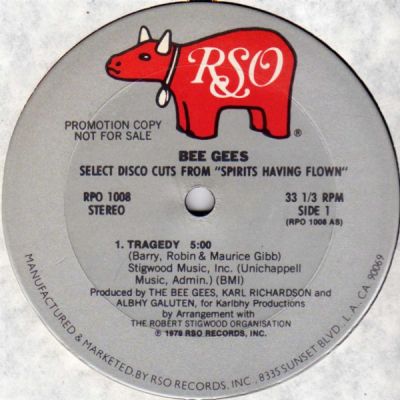 RSO
®
PROMOTION COPY
NOT FOR SALE
BEE GEES
SELECT DISCO CUTS FROM "SPIRITS HAVING FLOWN"
RPO 1008
STEREO
33 1/3 RPM
SIDE 1
(RPO 1008 AS)
1. TRAGEDY 5:00
(Barry, Robin & Maurice Gibb)
Stigwood Music, Inc. (Unichappell
Music, Admin.) (BMI)
Produced by THE BEE GEES, KARL RICHARDSON and
ALBHY GALUTEN, for Karlbhy Productions
by Arrangement with
THE ROBERT STIGWOOD ORGANISATION
℗ 1978 RSO RECORDS, INC.
MANUFACTURED & MARKETED BY RSO RECORDS, INC., 8335 SUNSET BLVD., L.A., CA. 90069